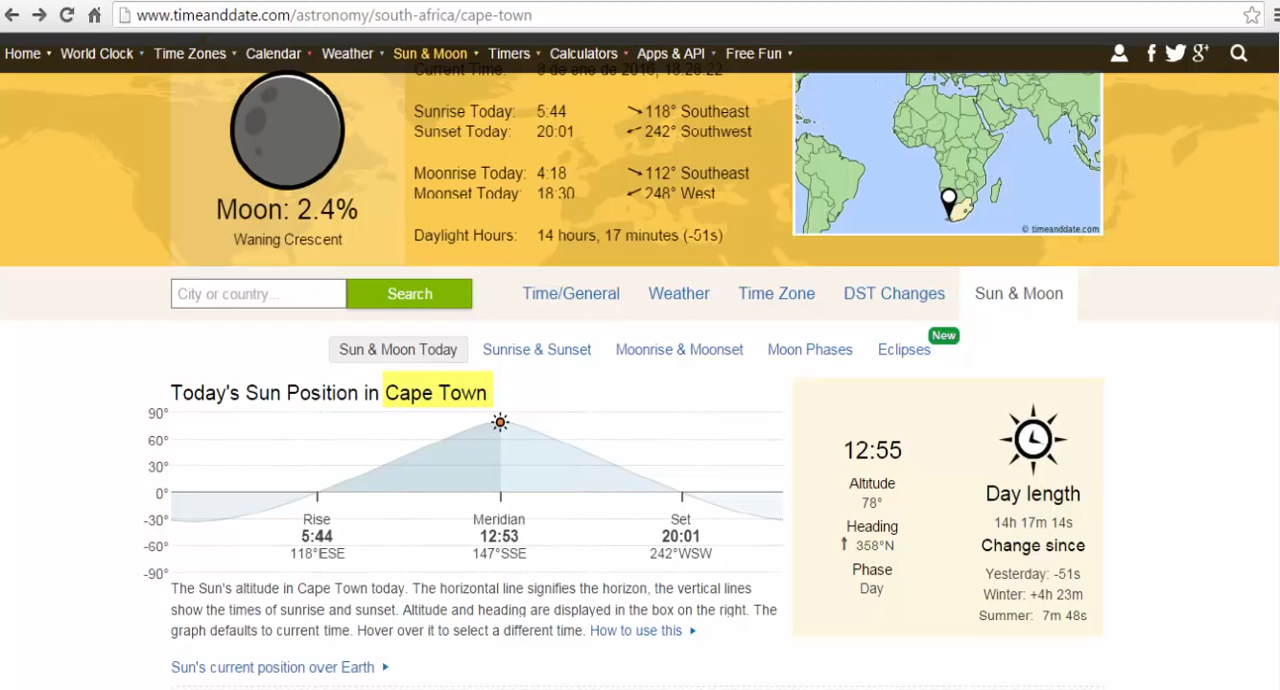 www.timeanddate.com/astronomy/south-africa/cape-town
Home World Clock Time Zones Calendar Weather Sun & Moon Timers Calculators Apps & API Free Fun
Current Time: 8 de ene de 2016, 18:28:22
Sunrise Today: 5:44 118° Southeast
Sunset Today: 20:01 242° Southwest
Moonrise Today: 4:18 112° Southeast
Moonset Today: 18:30 248° West
Daylight Hours: 14 hours, 17 minutes (-51s)
Moon: 2.4%
Waning Crescent
© timeanddate.com
City or country... Search Time/General Weather Time Zone DST Changes Sun & Moon
New
Sun & Moon Today Sunrise & Sunset Moonrise & Moonset Moon Phases Eclipses
Today's Sun Position in Cape Town
90°
60°
30°
0°
-30°
-60°
-90°
Rise
5:44
118°ESE
Meridian
12:53
147°SSE
Set
20:01
242°WSW
12:55
Altitude
78°
Heading
↑ 358°N
Phase
Day
Day length
14h 17m 14s
Change since
Yesterday: -51s
Winter: +4h 23m
Summer: 7m 48s
The Sun's altitude in Cape Town today. The horizontal line signifies the horizon, the vertical lines
show the times of sunrise and sunset. Altitude and heading are displayed in the box on the right. The
graph defaults to current time. Hover over it to select a different time. How to use this
Sun's current position over Earth